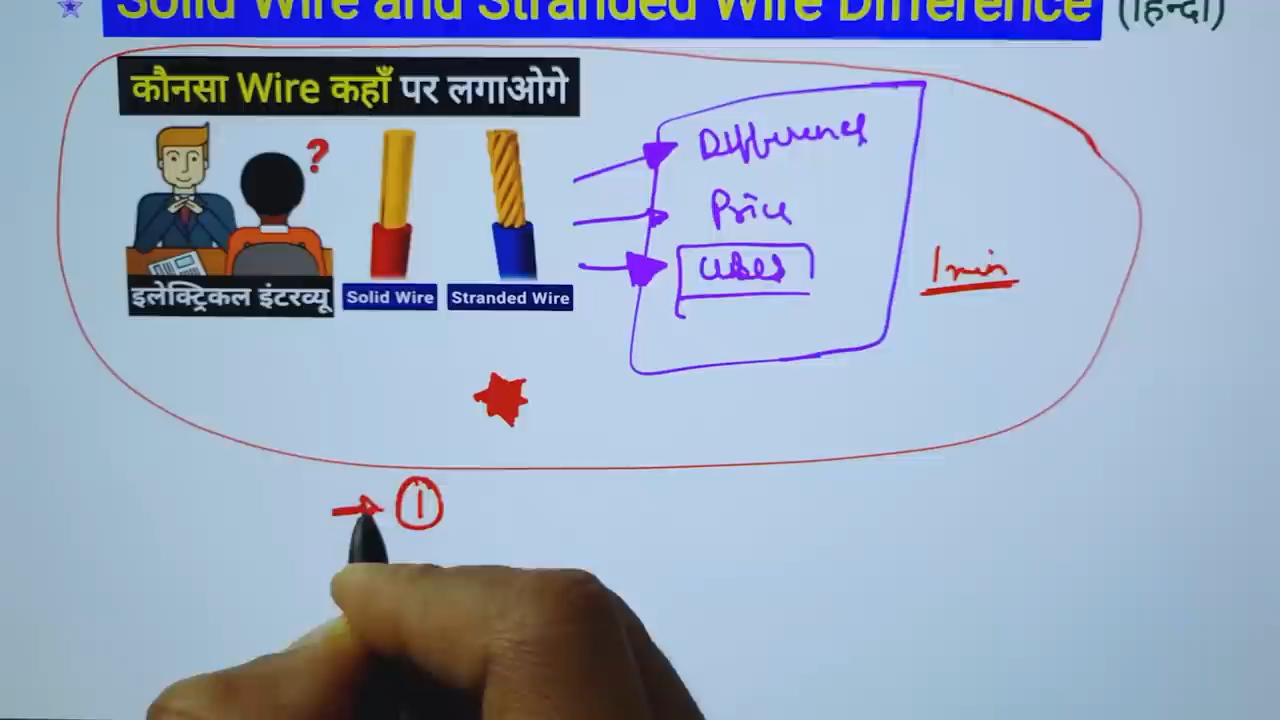 Solid Wire and Stranded Wire Difference (हिन्दी)
कौनसा Wire कहाँ पर लगाओगे
?
Difference
Price
uses
1 min
इलेक्ट्रिकल इंटरव्यू
Solid Wire
Stranded Wire
1